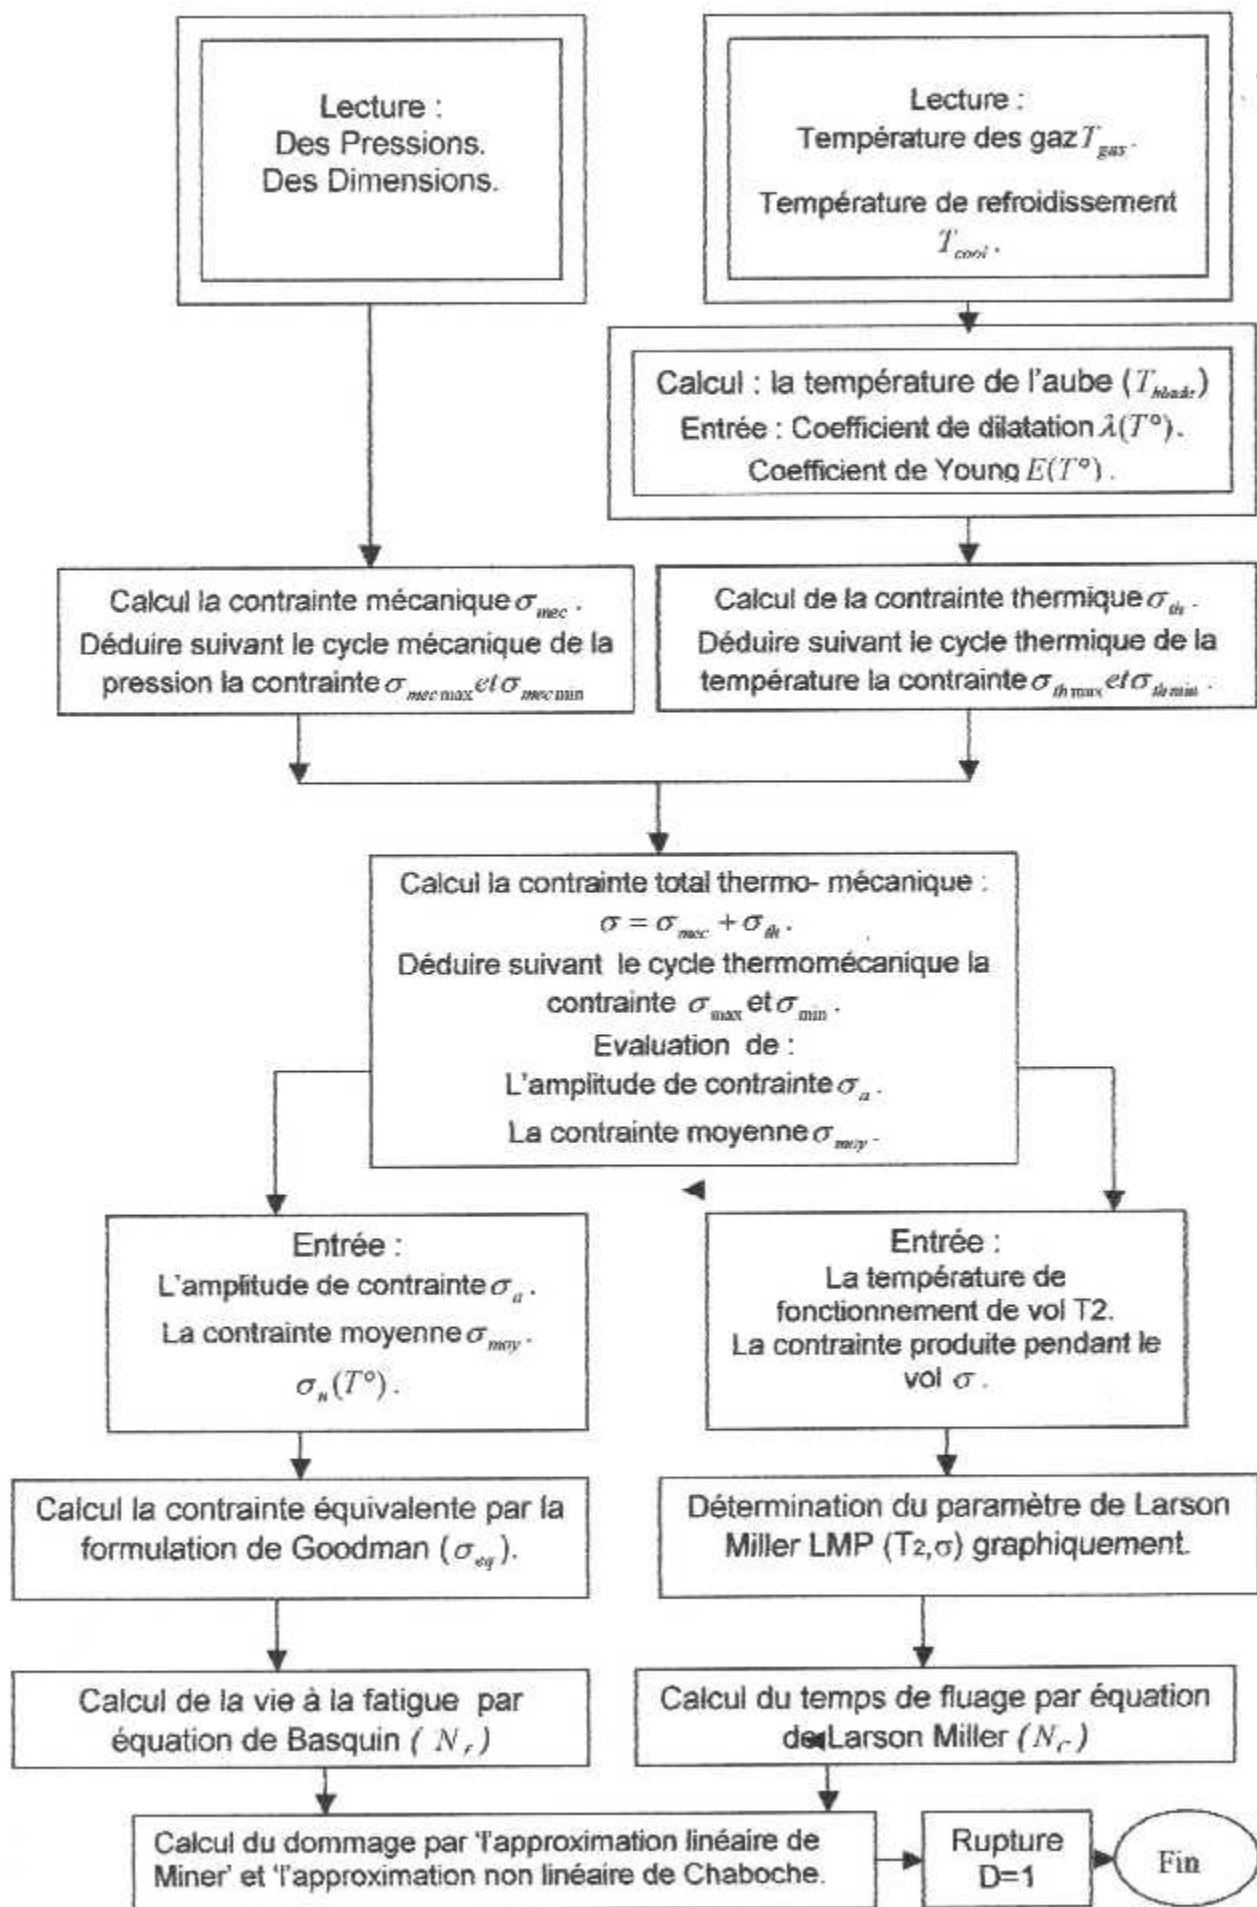 Lecture :
Des Pressions.
Des Dimensions.
Lecture :
Température des gaz T_gas.
Température de refroidissement
T_cool.
Calcul : la température de l'aube (T_blade)
Entrée : Coefficient de dilatation λ(T°).
Coefficient de Young E(T°).
Calcul la contrainte mécanique σ_mec.
Déduire suivant le cycle mécanique de la
pression la contrainte σ_mec max et σ_mec min
Calcul de la contrainte thermique σ_th.
Déduire suivant le cycle thermique de la
température la contrainte σ_th max et σ_th min.
Calcul la contrainte total thermo- mécanique :
σ = σ_mec + σ_th.
Déduire suivant le cycle thermomécanique la
contrainte σ_max et σ_min.
Evaluation de :
L'amplitude de contrainte σ_a.
La contrainte moyenne σ_moy.
Entrée :
L'amplitude de contrainte σ_a.
La contrainte moyenne σ_moy.
σ_u(T°).
Entrée :
La température de
fonctionnement de vol T2.
La contrainte produite pendant le
vol σ.
Calcul la contrainte équivalente par la
formulation de Goodman (σ_eq).
Détermination du paramètre de Larson
Miller LMP (T2,σ) graphiquement.
Calcul de la vie à la fatigue par
équation de Basquin (N_f)
Calcul du temps de fluage par équation
de Larson Miller (N_C)
Calcul du dommage par 'l'approximation linéaire de
Miner' et 'l'approximation non linéaire de Chaboche.
Rupture
D=1
Fin